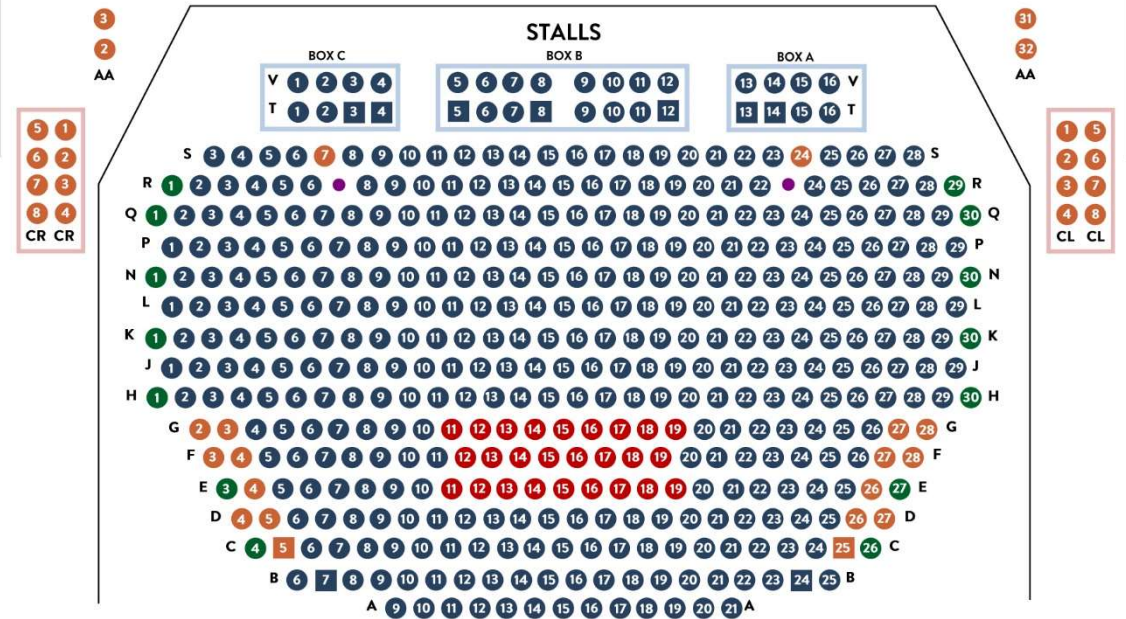 STALLS
3
2
AA
31
32
AA
BOX C BOX B BOX A
V 1 2 3 4 5 6 7 8 9 10 11 12 13 14 15 16 V
T 1 2 3 4 5 6 7 8 9 10 11 12 13 14 15 16 T
5 1
6 2
7 3
8 4
CR CR
1 5
2 6
3 7
4 8
CL CL
S 3 4 5 6 7 8 9 10 11 12 13 14 15 16 17 18 19 20 21 22 23 24 25 26 27 28 S
R 1 2 3 4 5 6 8 9 10 11 12 13 14 15 16 17 18 19 20 21 22 24 25 26 27 28 29 R
Q 1 2 3 4 5 6 7 8 9 10 11 12 13 14 15 16 17 18 19 20 21 22 23 24 25 26 27 28 29 30 Q
P 1 2 3 4 5 6 7 8 9 10 11 12 13 14 15 16 17 18 19 20 21 22 23 24 25 26 27 28 29 P
N 1 2 3 4 5 6 7 8 9 10 11 12 13 14 15 16 17 18 19 20 21 22 23 24 25 26 27 28 29 30 N
L 1 2 3 4 5 6 7 8 9 10 11 12 13 14 15 16 17 18 19 20 21 22 23 24 25 26 27 28 29 L
K 1 2 3 4 5 6 7 8 9 10 11 12 13 14 15 16 17 18 19 20 21 22 23 24 25 26 27 28 29 30 K
J 1 2 3 4 5 6 7 8 9 10 11 12 13 14 15 16 17 18 19 20 21 22 23 24 25 26 27 28 29 J
H 1 2 3 4 5 6 7 8 9 10 11 12 13 14 15 16 17 18 19 20 21 22 23 24 25 26 27 28 29 30 H
G 2 3 4 5 6 7 8 9 10 11 12 13 14 15 16 17 18 19 20 21 22 23 24 25 26 27 28 G
F 3 4 5 6 7 8 9 10 11 12 13 14 15 16 17 18 19 20 21 22 23 24 25 26 27 28 F
E 3 4 5 6 7 8 9 10 11 12 13 14 15 16 17 18 19 20 21 22 23 24 25 26 27 E
D 4 5 6 7 8 9 10 11 12 13 14 15 16 17 18 19 20 21 22 23 24 25 26 27 D
C 4 5 6 7 8 9 10 11 12 13 14 15 16 17 18 19 20 21 22 23 24 25 26 C
B 6 7 8 9 10 11 12 13 14 15 16 17 18 19 20 21 22 23 24 25 B
A 9 10 11 12 13 14 15 16 17 18 19 20 21 A